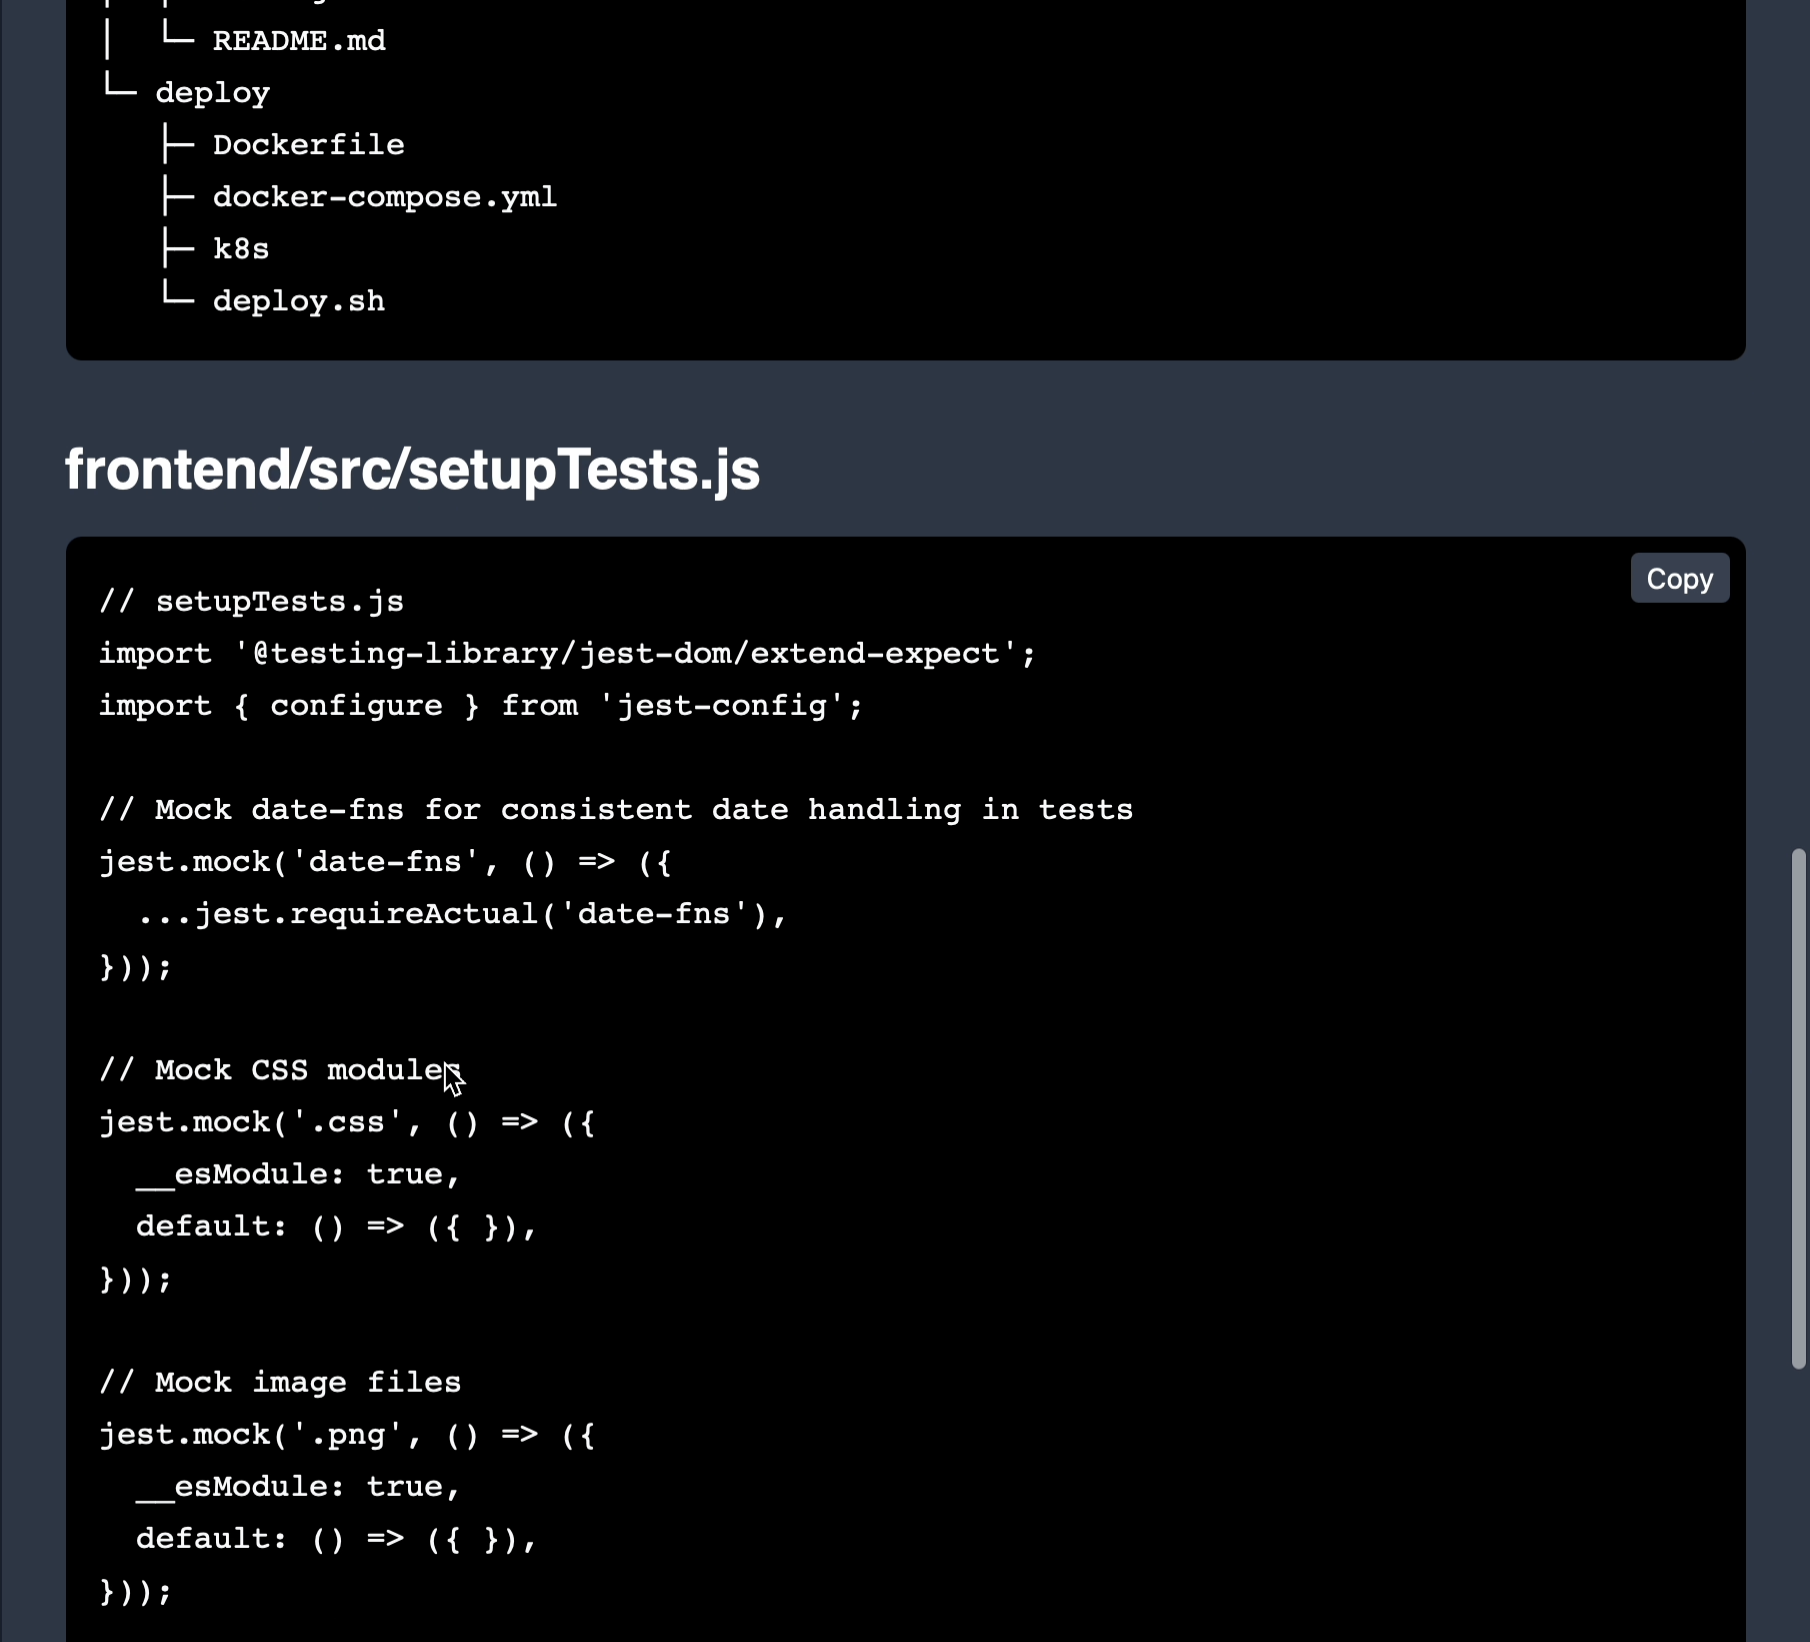 │  └─ README.md
└─ deploy
   ├─ Dockerfile
   ├─ docker-compose.yml
   ├─ k8s
   └─ deploy.sh
frontend/src/setupTests.js
Copy
// setupTests.js
import '@testing-library/jest-dom/extend-expect';
import { configure } from 'jest-config';

// Mock date-fns for consistent date handling in tests
jest.mock('date-fns', () => ({
  ...jest.requireActual('date-fns'),
}));

// Mock CSS modules
jest.mock('.css', () => ({
  __esModule: true,
  default: () => ({ }),
}));

// Mock image files
jest.mock('.png', () => ({
  __esModule: true,
  default: () => ({ }),
}));